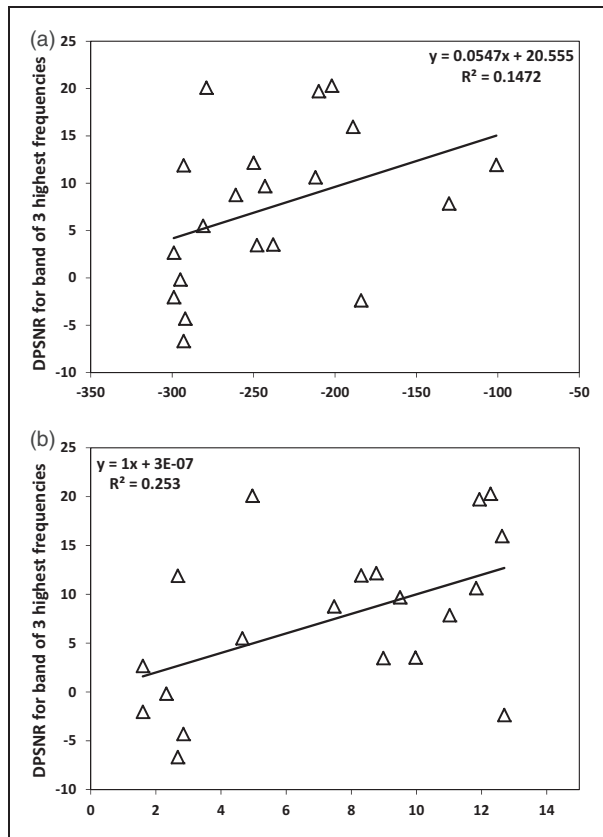 (a)
y = 0.0547x + 20.555
R² = 0.1472
DPSNR for band of 3 highest frequencies
25
20
15
10
5
0
-5
-10
-350 -300 -250 -200 -150 -100 -50
(b)
y = 1x + 3E-07
R² = 0.253
DPSNR for band of 3 highest frequencies
25
20
15
10
5
0
-5
-10
0 2 4 6 8 10 12 14